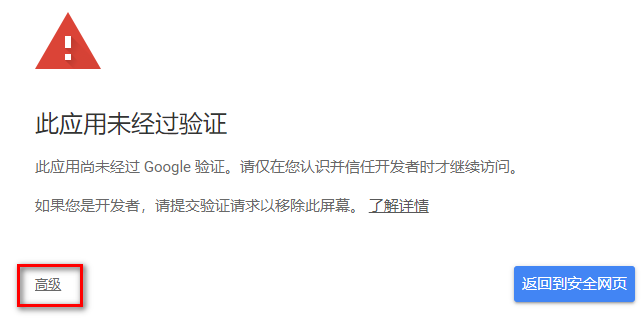 此应用未经过验证
此应用尚未经过 Google 验证。请仅在您认识并信任开发者时才继续访问。
如果您是开发者，请提交验证请求以移除此屏幕。 了解详情
高级
返回到安全网页